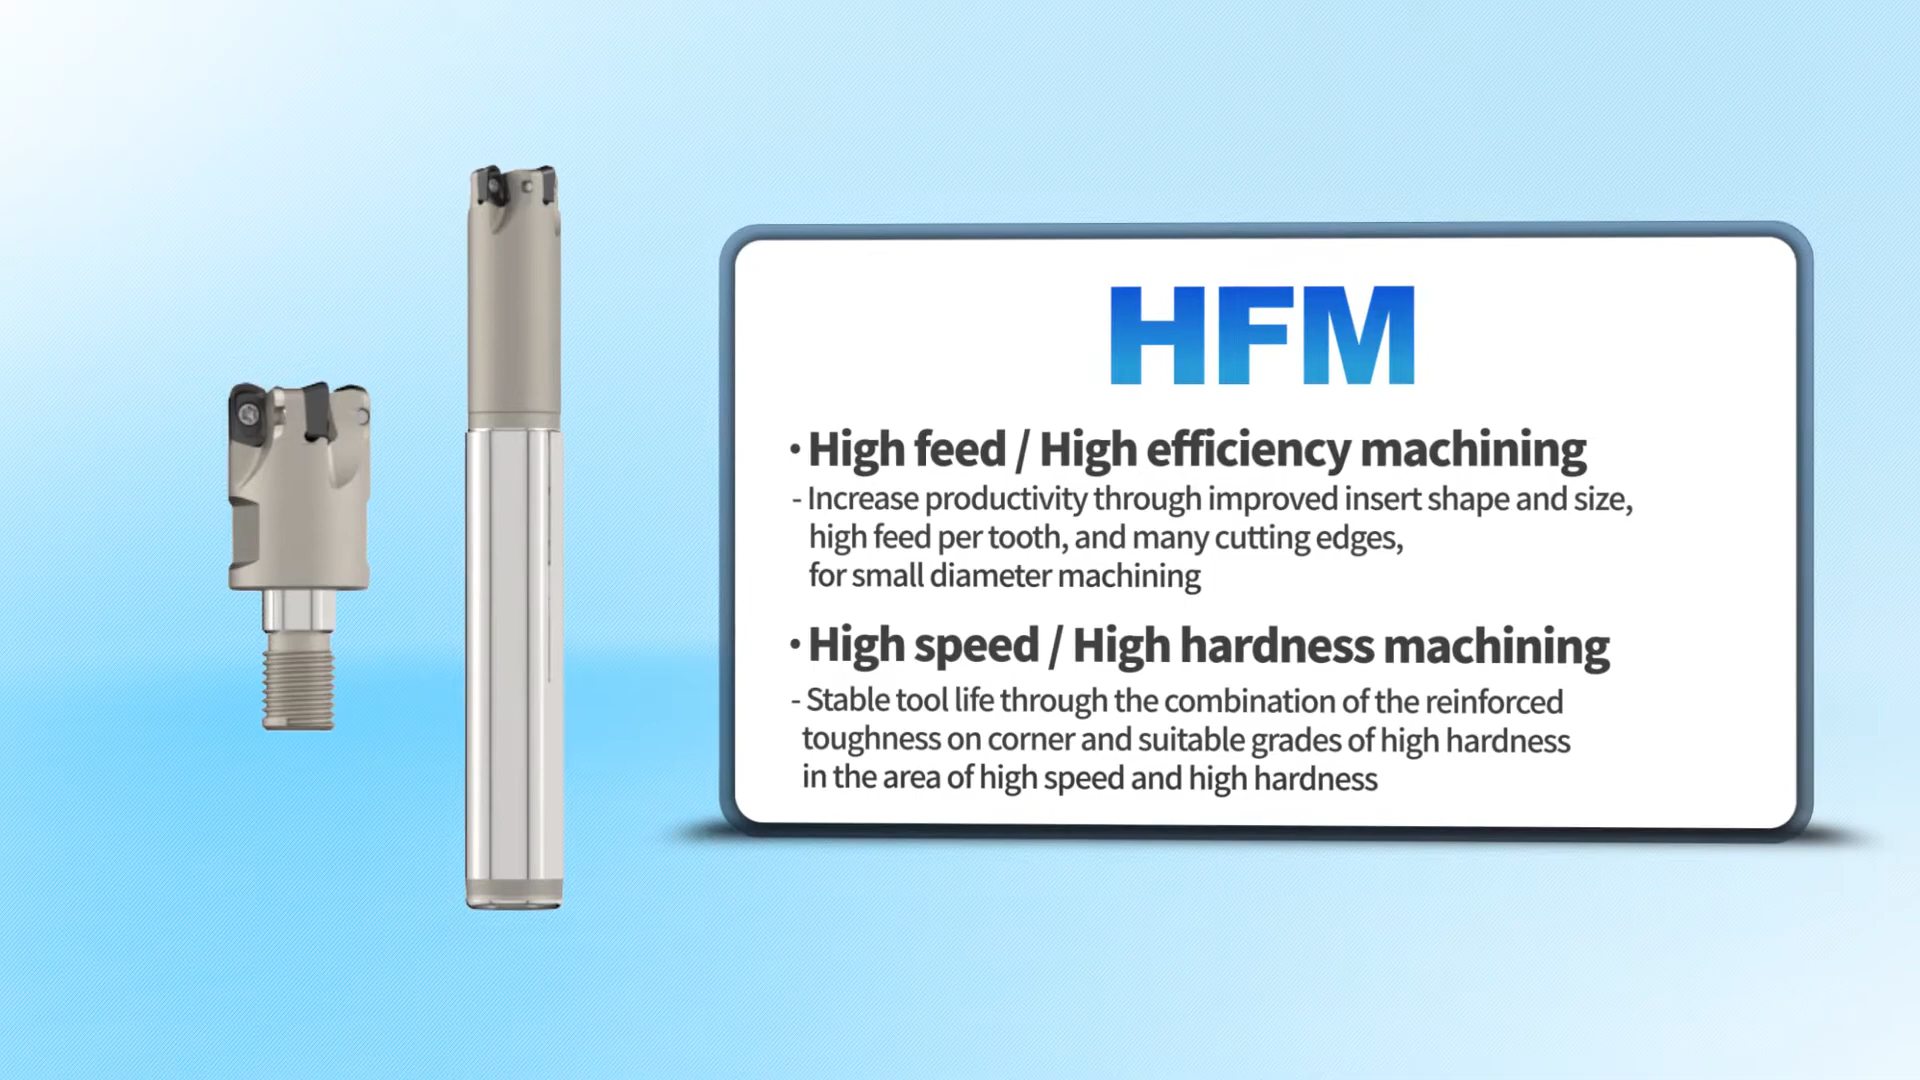 HFM
· High feed / High efficiency machining
- Increase productivity through improved insert shape and size,
high feed per tooth, and many cutting edges,
for small diameter machining
· High speed / High hardness machining
- Stable tool life through the combination of the reinforced
toughness on corner and suitable grades of high hardness
in the area of high speed and high hardness